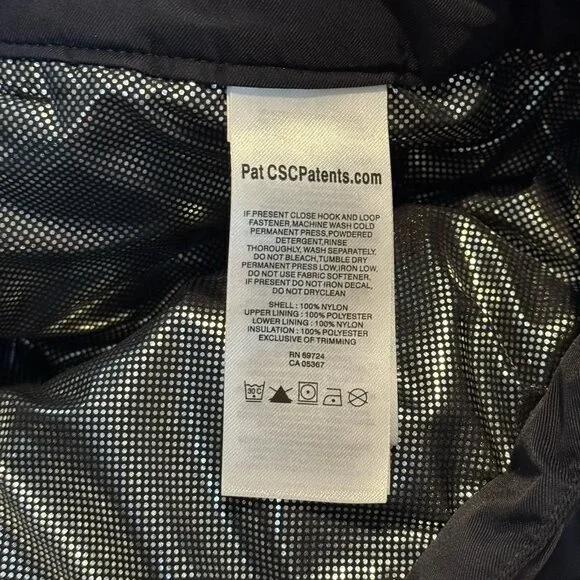 Pat CSCPatents.com
IF PRESENT CLOSE HOOK AND LOOP
FASTENER,MACHINE WASH COLD
PERMANENT PRESS,POWDERED
DETERGENT,RINSE
THOROUGHLY, WASH SEPARATELY,
DO NOT BLEACH,TUMBLE DRY
PERMANENT PRESS LOW,IRON LOW,
DO NOT USE FABRIC SOFTENER,
IF PRESENT DO NOT IRON DECAL,
DO NOT DRYCLEAN
SHELL : 100% NYLON
UPPER LINING : 100% POLYESTER
LOWER LINING : 100% NYLON
INSULATION : 100% POLYESTER
EXCLUSIVE OF TRIMMING
RN 69724
CA 05367
30 C